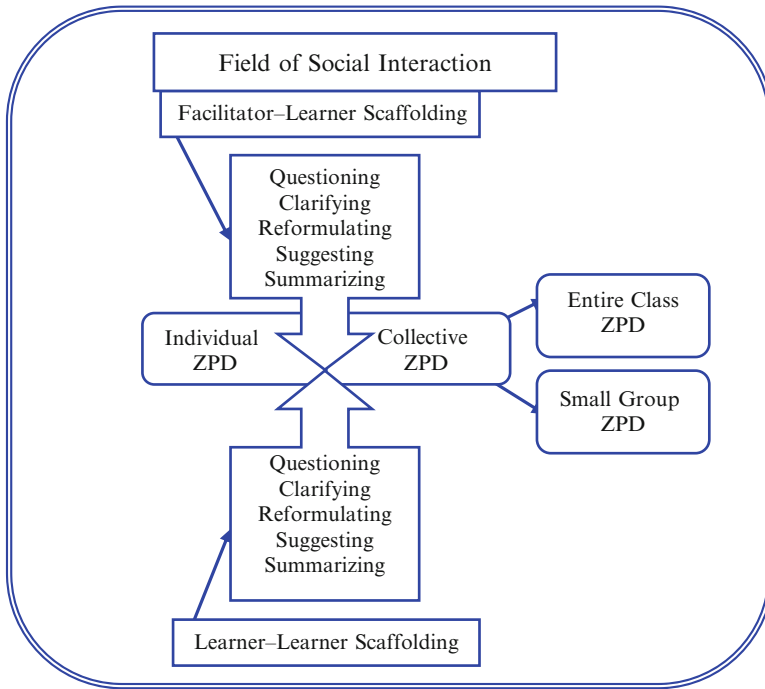 Field of Social Interaction
Facilitator–Learner Scaffolding
Questioning
Clarifying
Reformulating
Suggesting
Summarizing
Individual
ZPD
Collective
ZPD
Entire Class
ZPD
Small Group
ZPD
Questioning
Clarifying
Reformulating
Suggesting
Summarizing
Learner–Learner Scaffolding